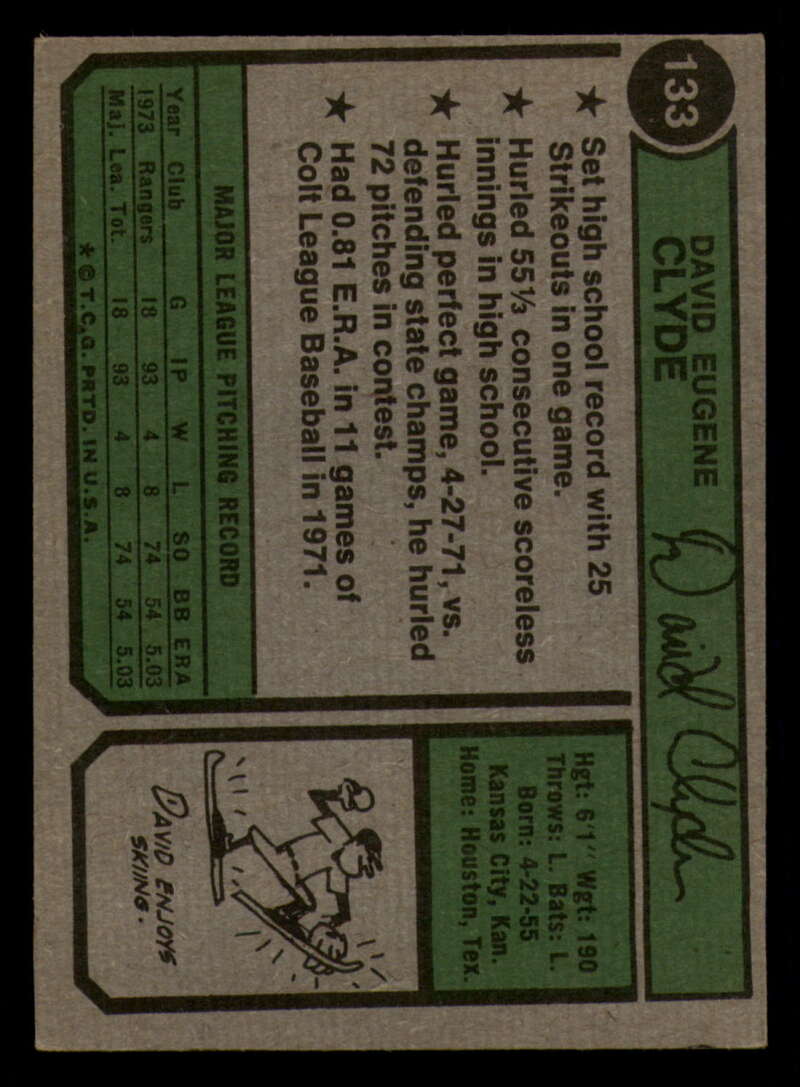 133
DAVID EUGENE
CLYDE
David Clyde
★ Set high school record with 25
Strikeouts in one game.
★ Hurled 55⅓ consecutive scoreless
innings in high school.
★ Hurled perfect game, 4-27-71, vs.
defending state champs, he hurled
72 pitches in contest.
★ Had 0.81 E.R.A. in 11 games of
Colt League Baseball in 1971.
MAJOR LEAGUE PITCHING RECORD
Year Club G IP W L SO BB ERA
1973 Rangers 18 93 4 8 74 54 5.03
Maj. Lea. Tot. 18 93 4 8 74 54 5.03
* © T.C.G. PRTD. IN U.S.A.
Hgt: 6'1" Wgt: 190
Throws: L. Bats: L.
Born: 4-22-55
Kansas City, Kan.
Home: Houston, Tex.
DAVID ENJOYS
SKIING.